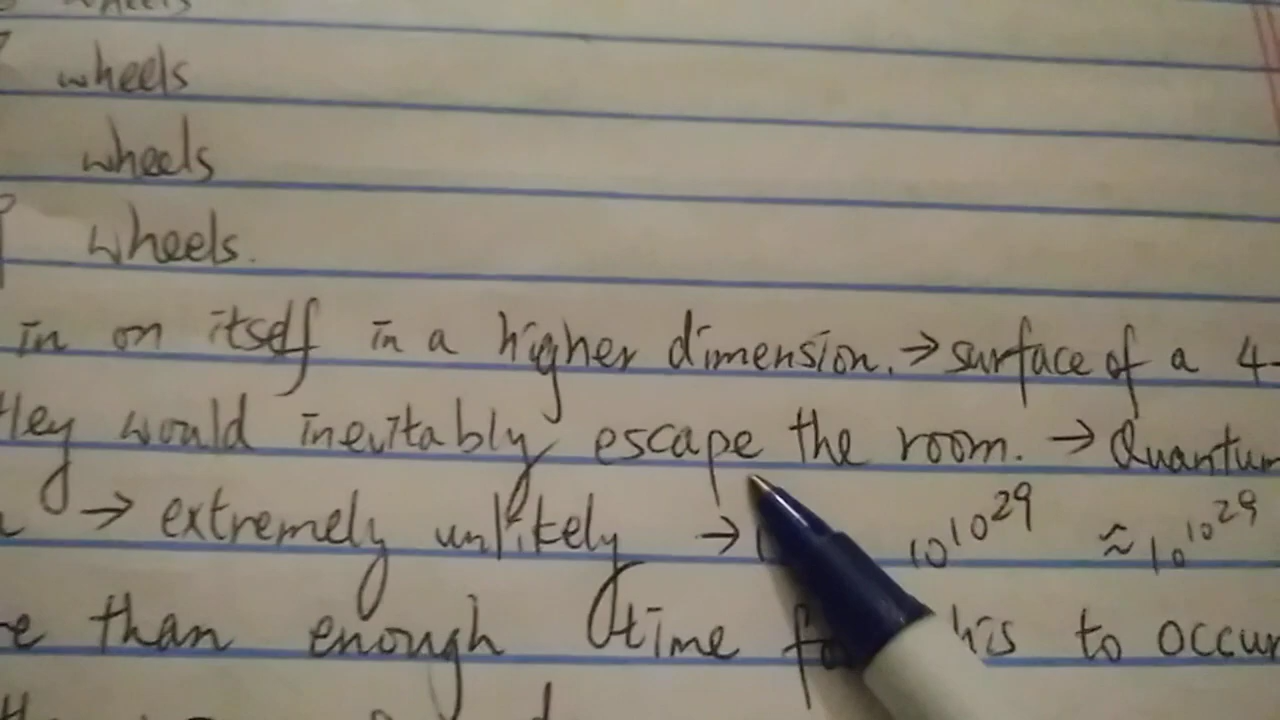 wheels
wheels
wheels
wheels.
in on itself in a higher dimension. → surface of a 4-
they would inevitably escape the room. → Quantum
→ extremely unlikely → 10^10^29 ≈ 10^10^29
than enough time to occur